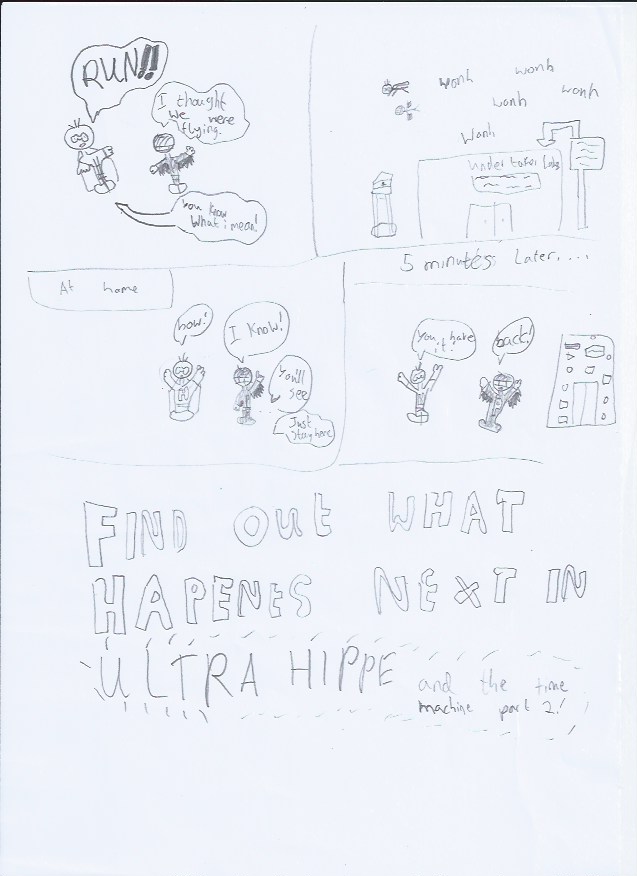 RUN!!
I thought
we were
flying.
You know
what i mean!
wonh wonh
wonh wonh
wonh
undertaker labs
5 minutes later....
At home
how!
I know!
You'll
see
Just
stay here
You, have
it!
back!
FIND OUT WHAT
HAPENES NEXT IN
ULTRA HIPPE and the time
machine part 2!